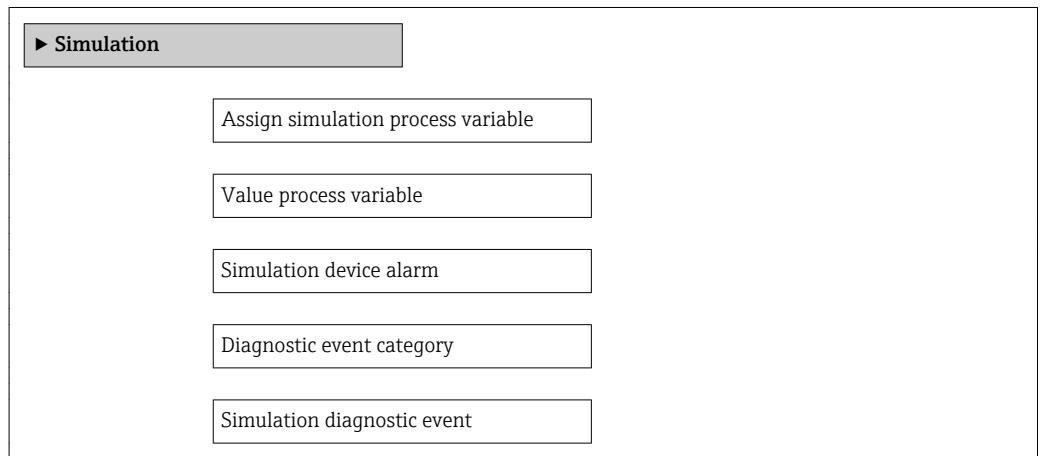 ► Simulation
Assign simulation process variable
Value process variable
Simulation device alarm
Diagnostic event category
Simulation diagnostic event